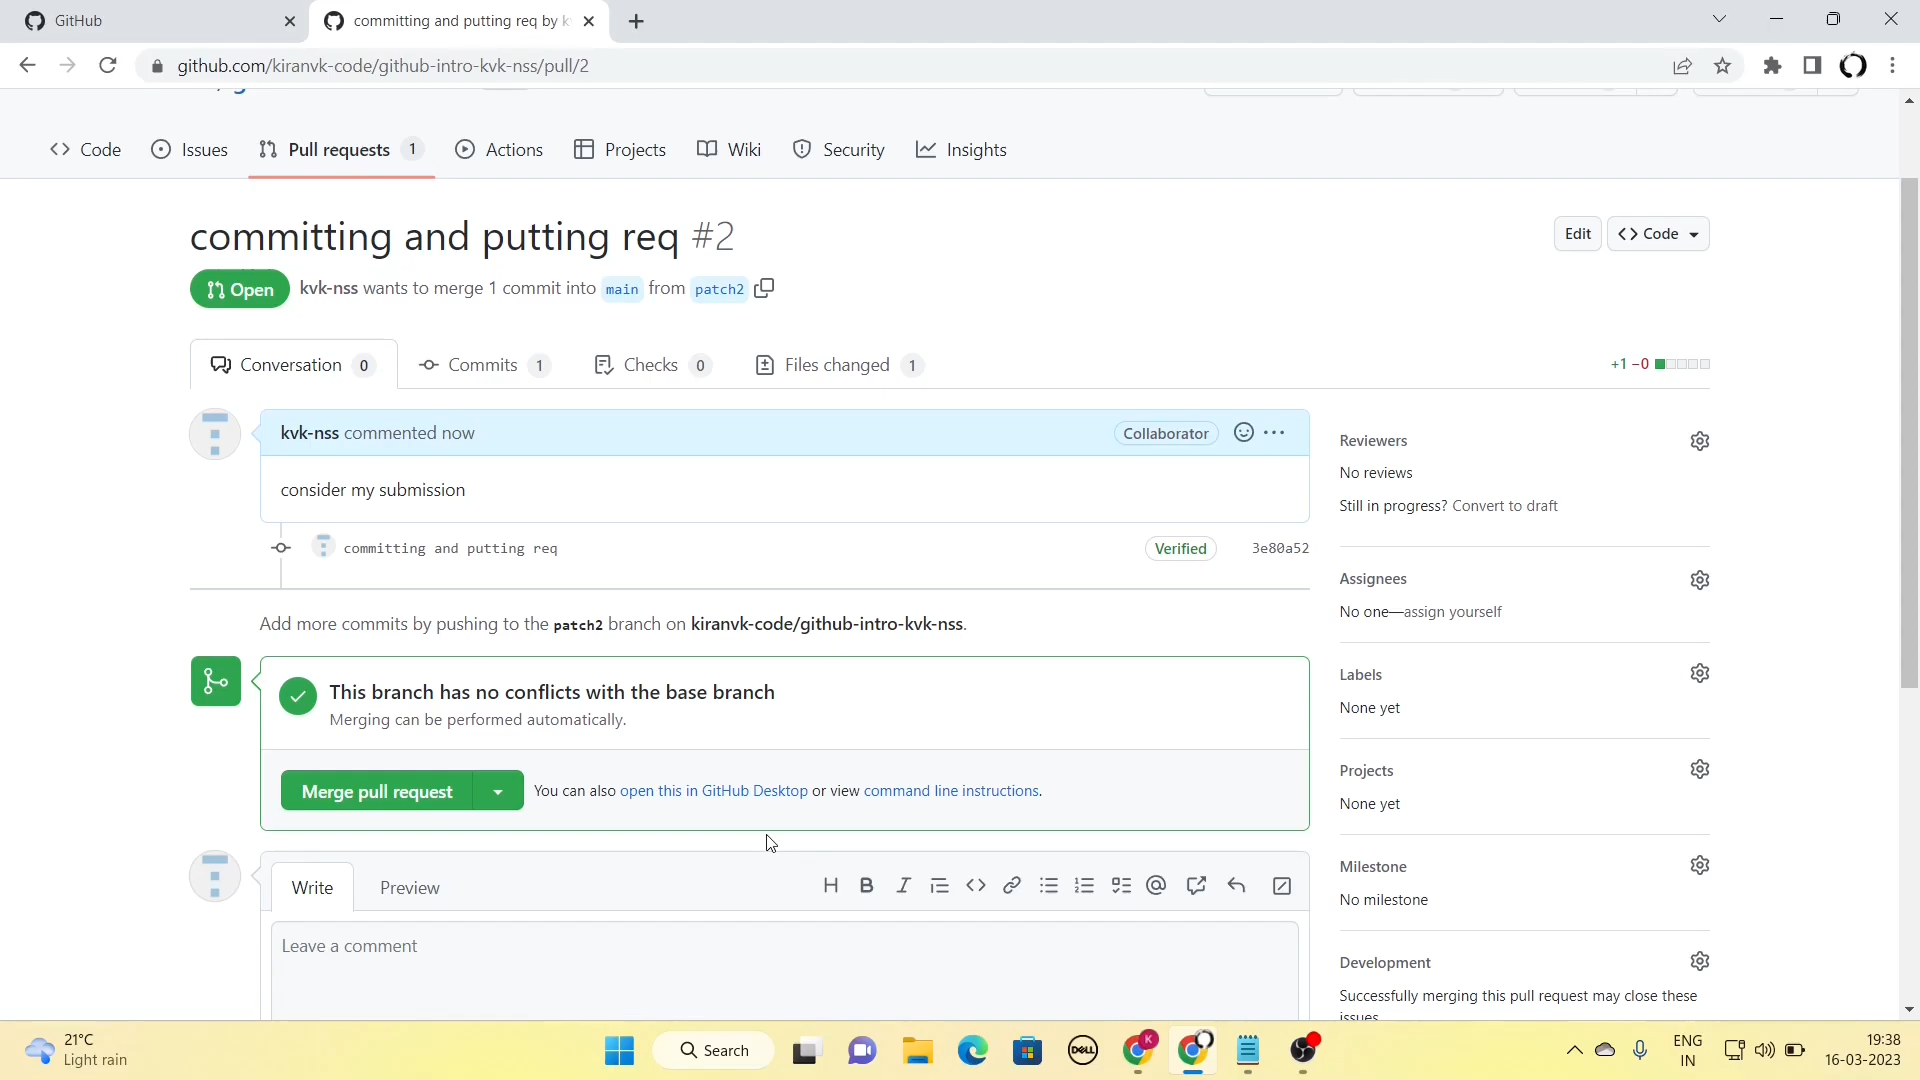 GitHub
committing and putting req by k
github.com/kiranvk-code/github-intro-kvk-nss/pull/2
Code
Issues
Pull requests 1
Actions
Projects
Wiki
Security
Insights
committing and putting req #2
Edit
Code
Open
kvk-nss wants to merge 1 commit into main from patch2
Conversation 0
Commits 1
Checks 0
Files changed 1
+1 −0
kvk-nss commented now
Collaborator
consider my submission
committing and putting req
Verified
3e80a52
Add more commits by pushing to the patch2 branch on kiranvk-code/github-intro-kvk-nss.
This branch has no conflicts with the base branch
Merging can be performed automatically.
Merge pull request
You can also open this in GitHub Desktop or view command line instructions.
Write
Preview
Leave a comment
Reviewers
No reviews
Still in progress? Convert to draft
Assignees
No one—assign yourself
Labels
None yet
Projects
None yet
Milestone
No milestone
Development
Successfully merging this pull request may close these
issues.
21°C
Light rain
Search
DELL
K
ENG
IN
19:38
16-03-2023